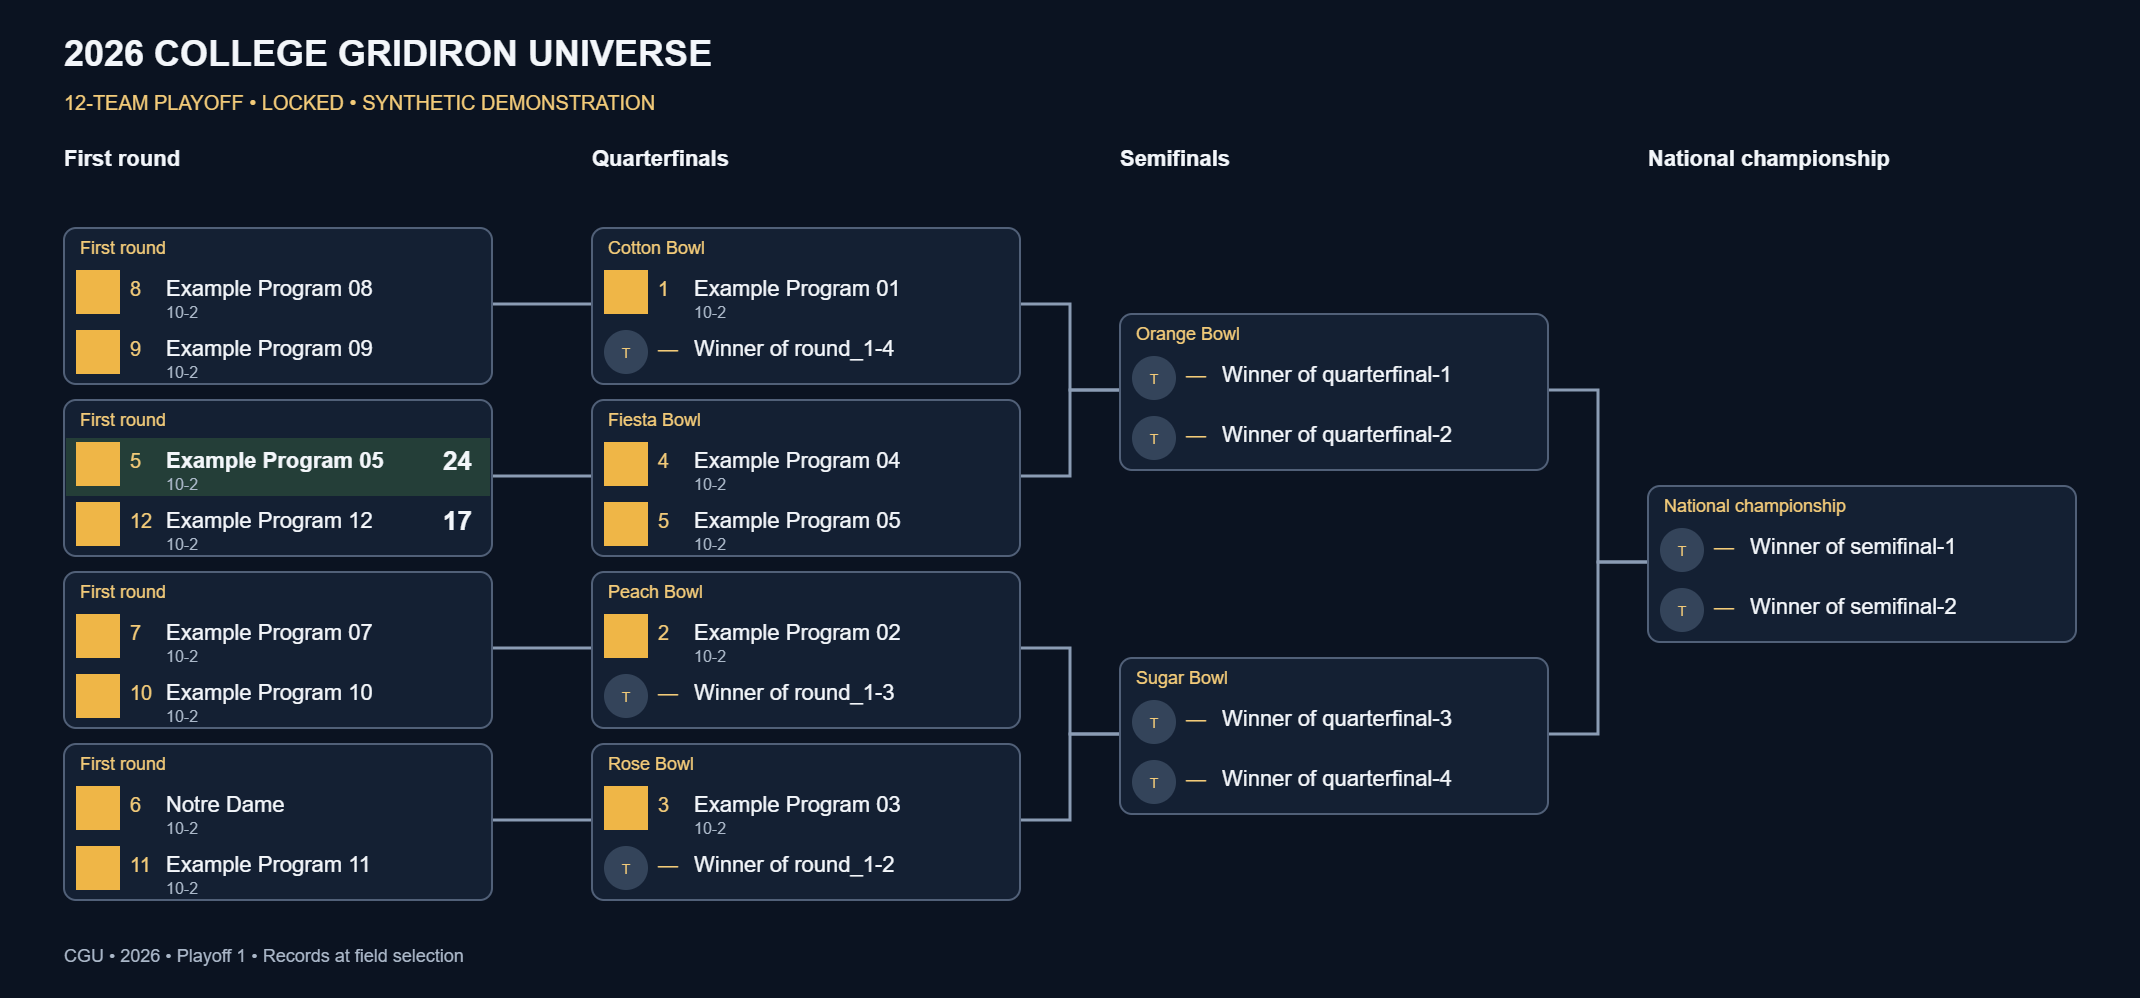 2026 COLLEGE GRIDIRON UNIVERSE
12-TEAM PLAYOFF • LOCKED • SYNTHETIC DEMONSTRATION
First round
Quarterfinals
Semifinals
National championship
First round
8 Example Program 08
10-2
9 Example Program 09
10-2
First round
5 Example Program 05 24
10-2
12 Example Program 12 17
10-2
First round
7 Example Program 07
10-2
10 Example Program 10
10-2
First round
6 Notre Dame
10-2
11 Example Program 11
10-2
Cotton Bowl
1 Example Program 01
10-2
T — Winner of round_1-4
Fiesta Bowl
4 Example Program 04
10-2
5 Example Program 05
10-2
Peach Bowl
2 Example Program 02
10-2
T — Winner of round_1-3
Rose Bowl
3 Example Program 03
10-2
T — Winner of round_1-2
Orange Bowl
T — Winner of quarterfinal-1
T — Winner of quarterfinal-2
Sugar Bowl
T — Winner of quarterfinal-3
T — Winner of quarterfinal-4
National championship
T — Winner of semifinal-1
T — Winner of semifinal-2
CGU • 2026 • Playoff 1 • Records at field selection